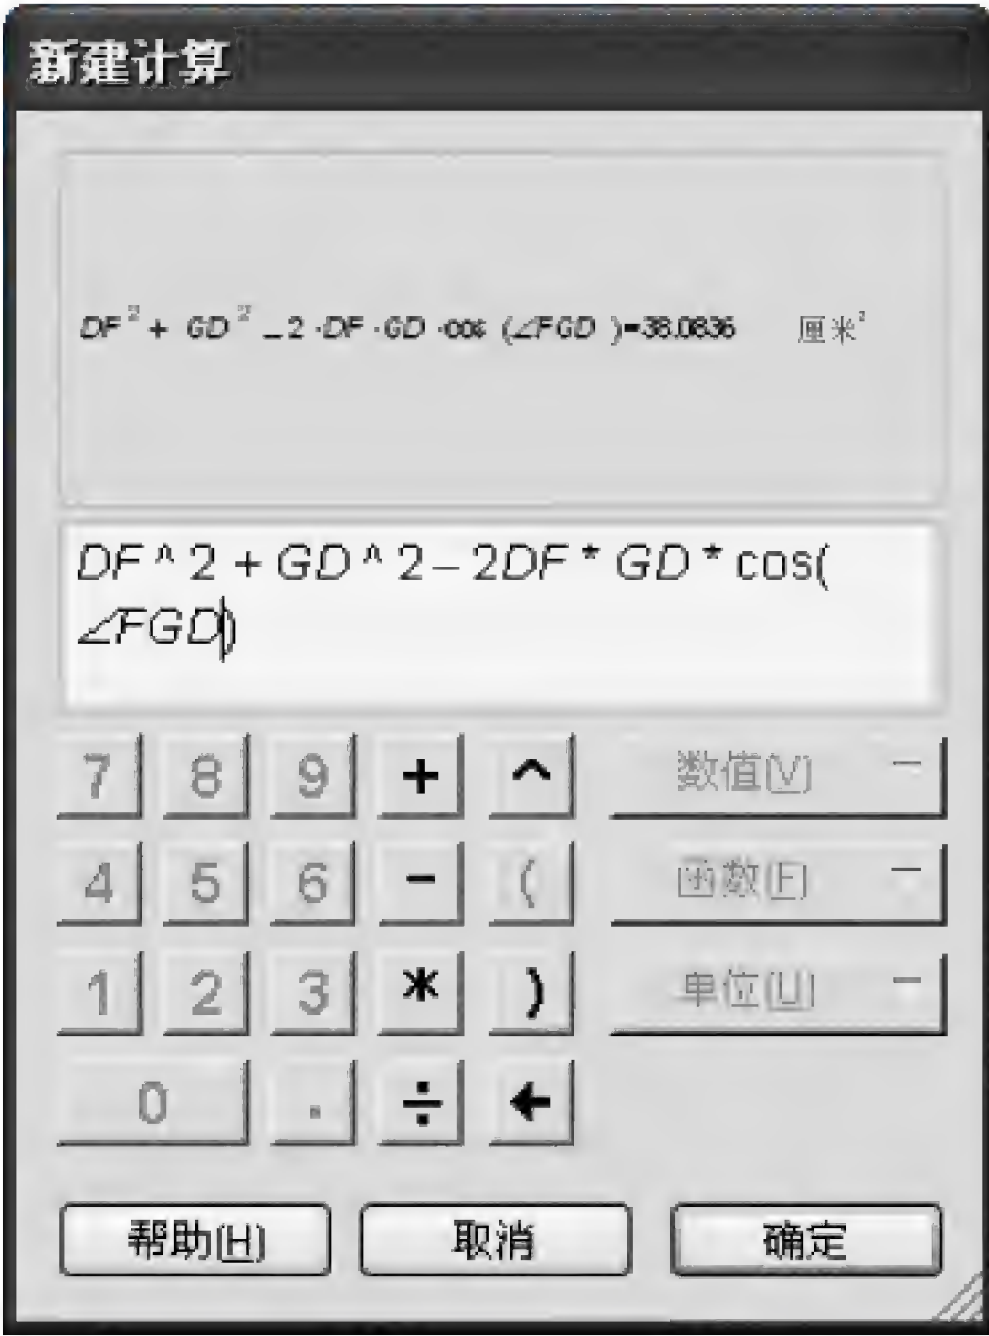 新建计算
DF² + GD² – 2 ·DF ·GD ·cos (∠FGD )=38.0836 厘米²
DF ^ 2 + GD ^ 2 – 2DF * GD * cos(
∠FGD)
7 8 9 + ^ 数值(V)
4 5 6 - ( 函数(F)
1 2 3 * ) 单位(U)
0 . ÷ ←
帮助(H) 取消 确定